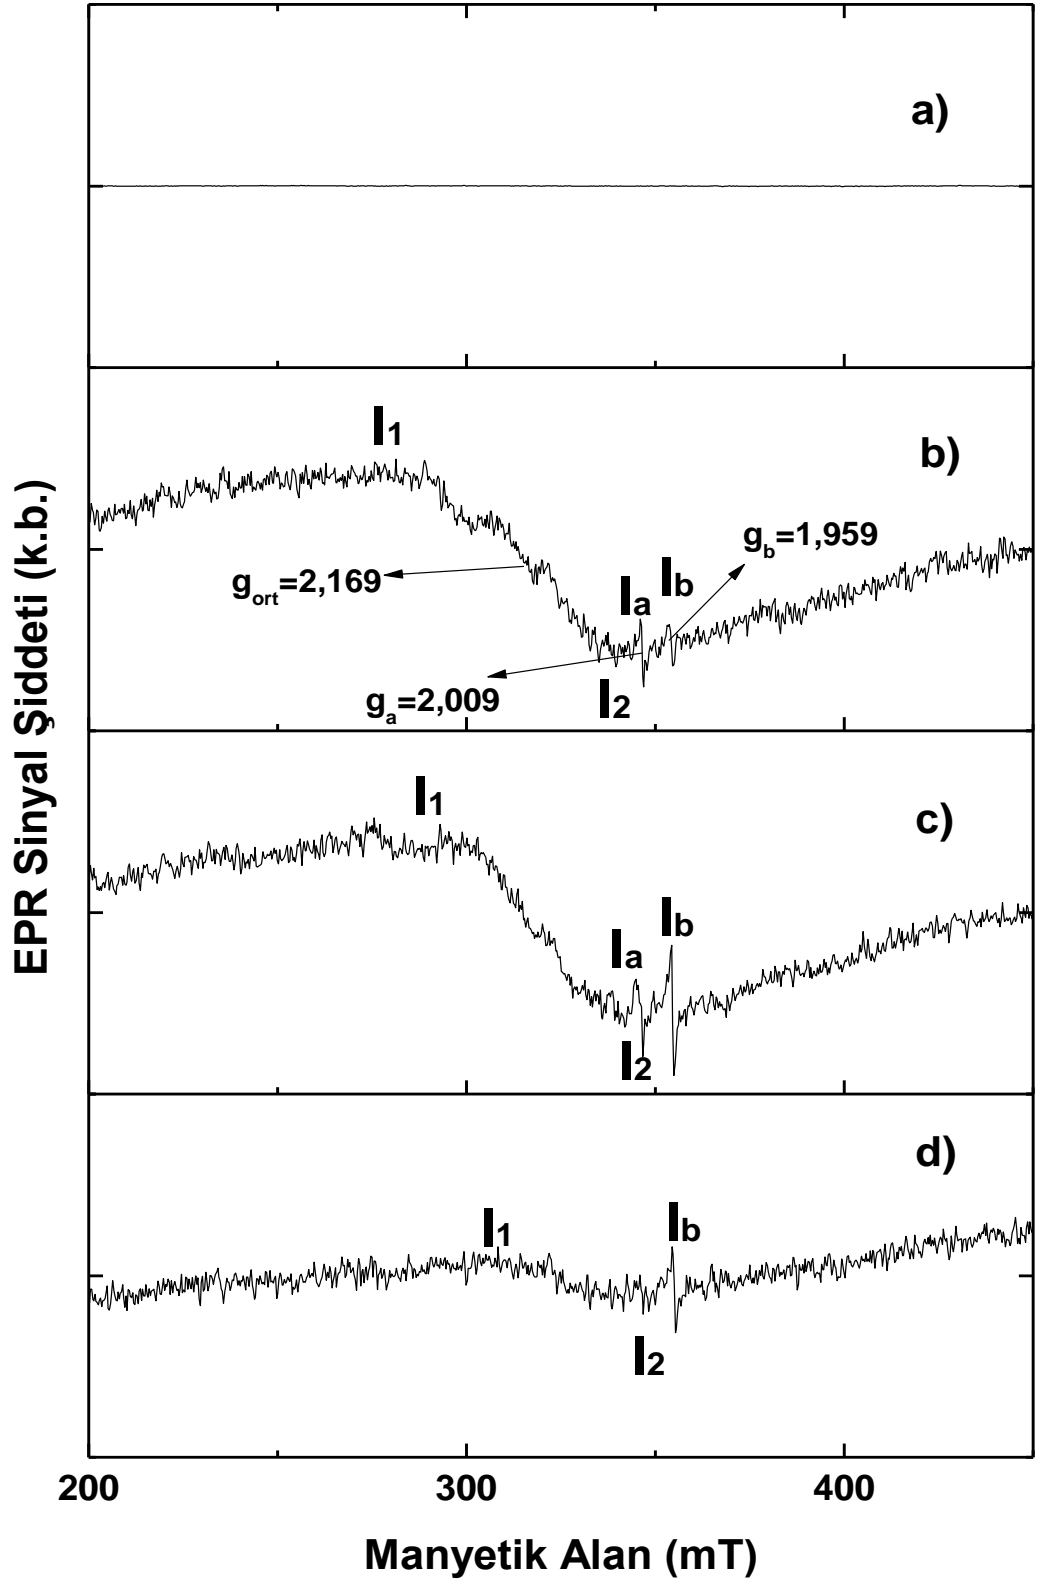 EPR Sinyal Şiddeti (k.b.)
a)
b)
I1
gort=2,169
gb=1,959
Ia
Ib
ga=2,009
I2
c)
I1
Ia
Ib
I2
d)
I1
Ib
I2
200
300
400
Manyetik Alan (mT)